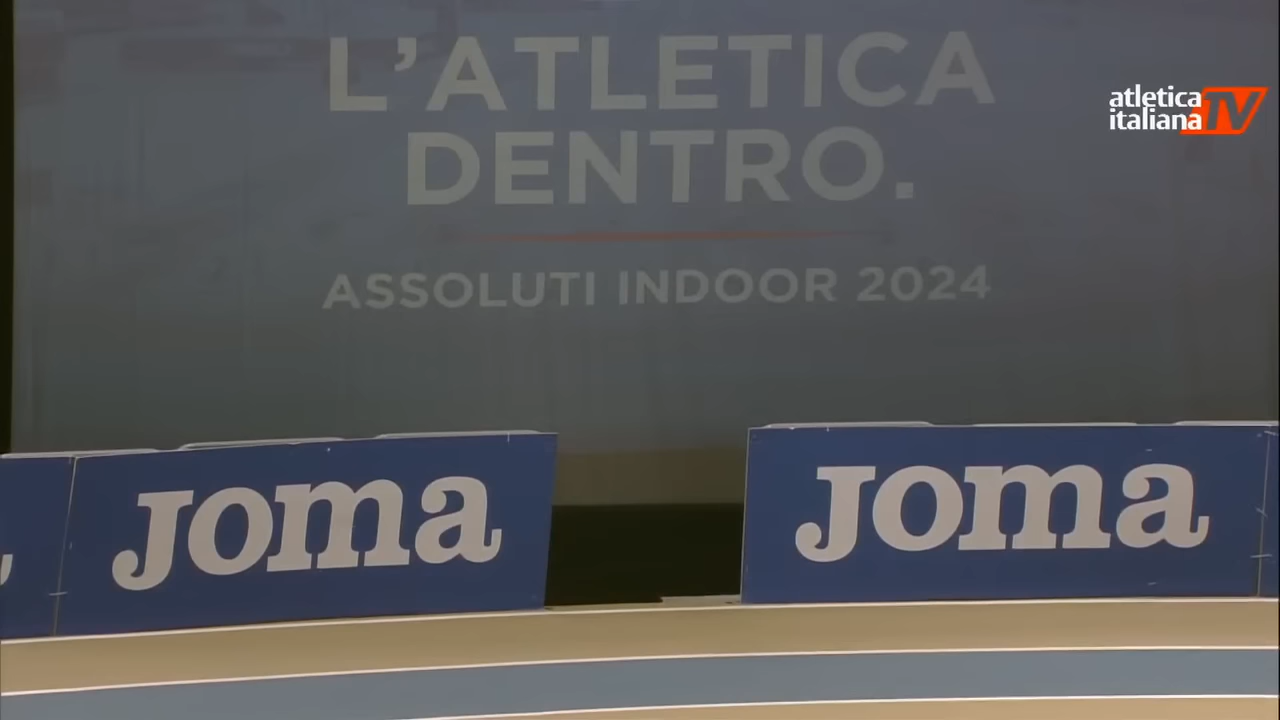 L'ATLETICA
DENTRO.
ASSOLUTI INDOOR 2024
atletica
italiana TV
Joma
Joma